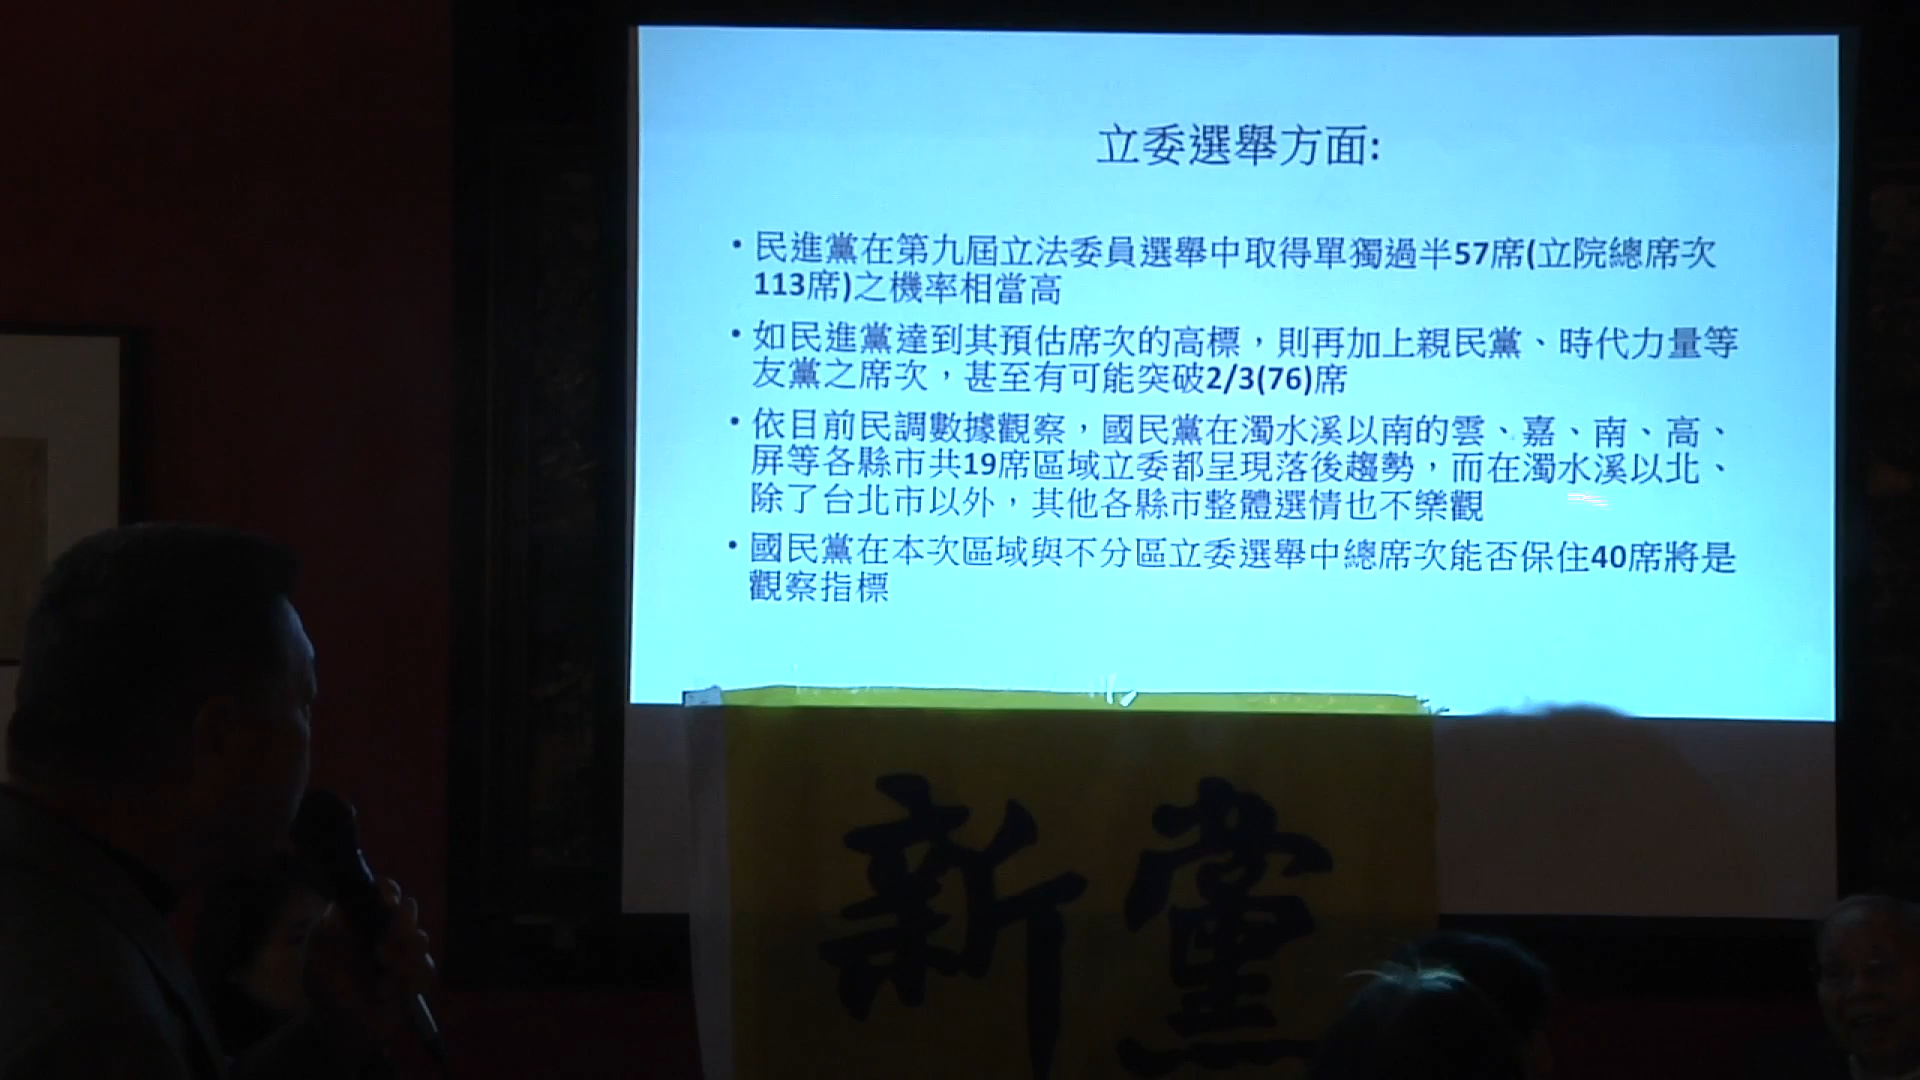 立委選舉方面:
•民進黨在第九屆立法委員選舉中取得單獨過半57席(立院總席次
113席)之機率相當高
•如民進黨達到其預估席次的高標，則再加上親民黨、時代力量等
友黨之席次，甚至有可能突破2/3(76)席
•依目前民調數據觀察，國民黨在濁水溪以南的雲、嘉、南、高、
屏等各縣市共19席區域立委都呈現落後趨勢，而在濁水溪以北、
除了台北市以外，其他各縣市整體選情也不樂觀
•國民黨在本次區域與不分區立委選舉中總席次能否保住40席將是
觀察指標
新黨